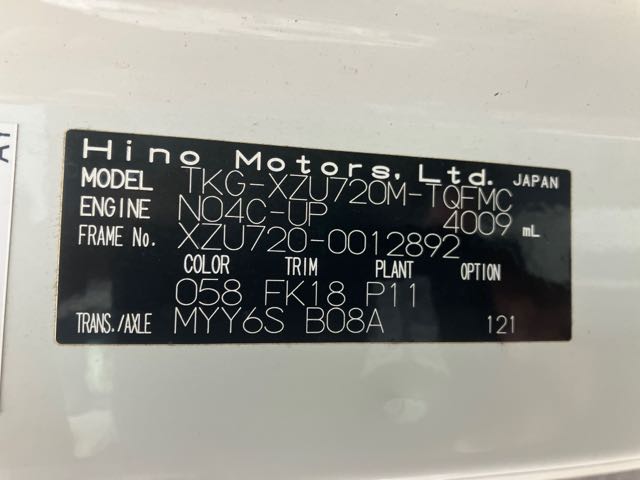 Hino Motors, Ltd. JAPAN
MODEL TKG-XZU720M-TQFMC
ENGINE N04C-UP 4009 mL
FRAME No. XZU720-0012892
COLOR TRIM PLANT OPTION
058 FK18 P11
TRANS./AXLE MYY6S B08A 121